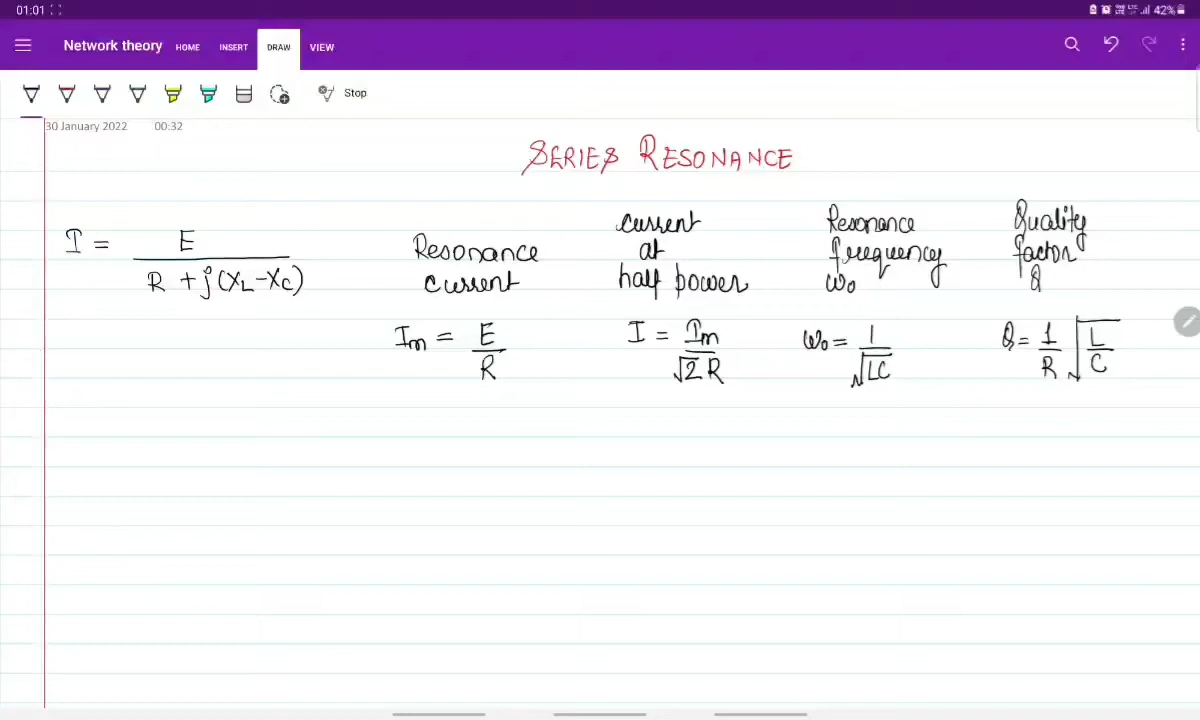 01:01 42%
Network theory HOME INSERT DRAW VIEW
Stop
30 January 2022 00:32
SERIES RESONANCE
I = E / (R + j(XL-XC))
Resonance
current
Im = E/R
current
at
half power
I = Im / √2 R
Resonance
frequency
ω₀
ω₀ = 1/√LC
Quality
factor
Q
Q = 1/R √(L/C)